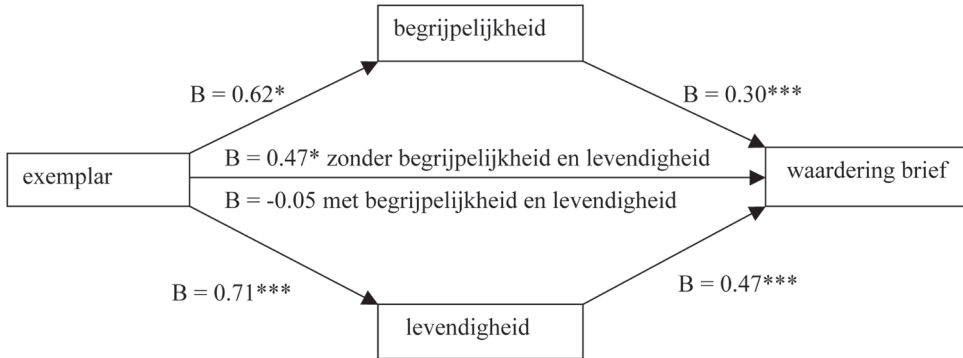 begrijpelijkheid
B = 0.62*
B = 0.30***
B = 0.47* zonder begrijpelijkheid en levendigheid
exemplar
waardering brief
B = -0.05 met begrijpelijkheid en levendigheid
B = 0.71***
B = 0.47***
levendigheid